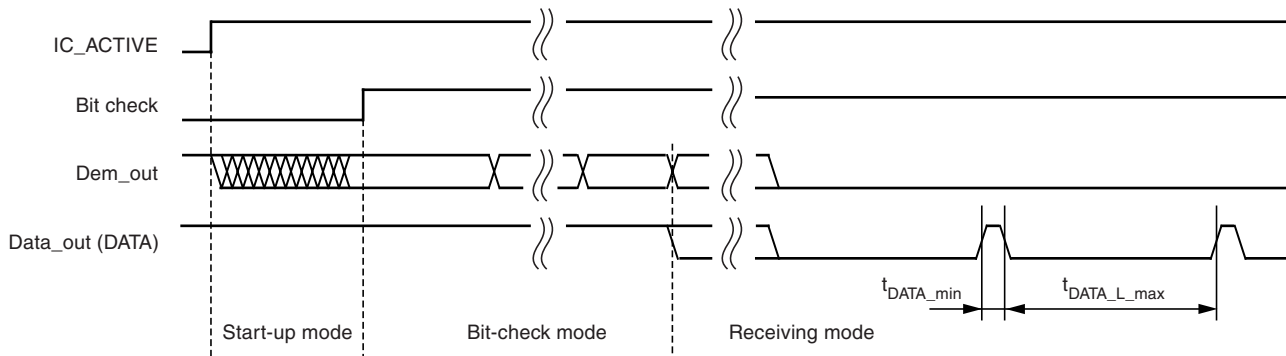 IC_ACTIVE
Bit check
Dem_out
Data_out (DATA)
tDATA_min
tDATA_L_max
Start-up mode
Bit-check mode
Receiving mode